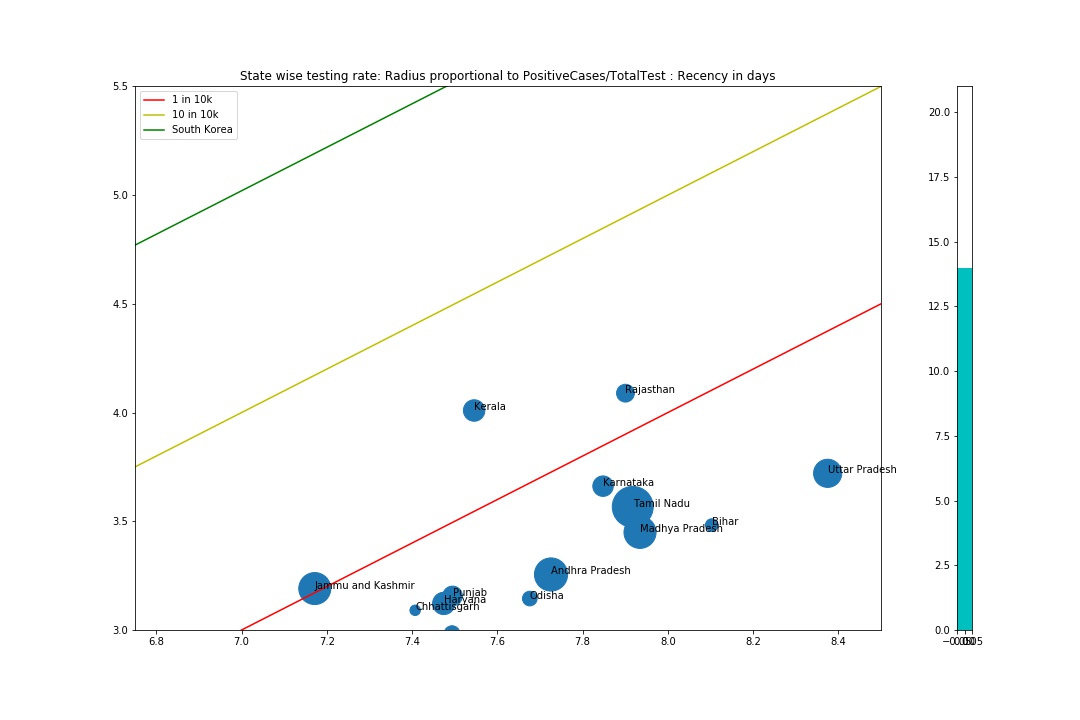 State wise testing rate: Radius proportional to PositiveCases/TotalTest : Recency in days
1 in 10k
10 in 10k
South Korea
5.5
5.0
4.5
4.0
3.5
3.0
6.8 7.0 7.2 7.4 7.6 7.8 8.0 8.2 8.4
Rajasthan
Kerala
Uttar Pradesh
Karnataka
Tamil Nadu
Bihar
Madhya Pradesh
Andhra Pradesh
Jammu and Kashmir
Punjab
Odisha
Haryana
Chhattisgarh
20.0
17.5
15.0
12.5
10.0
7.5
5.0
2.5
0.0